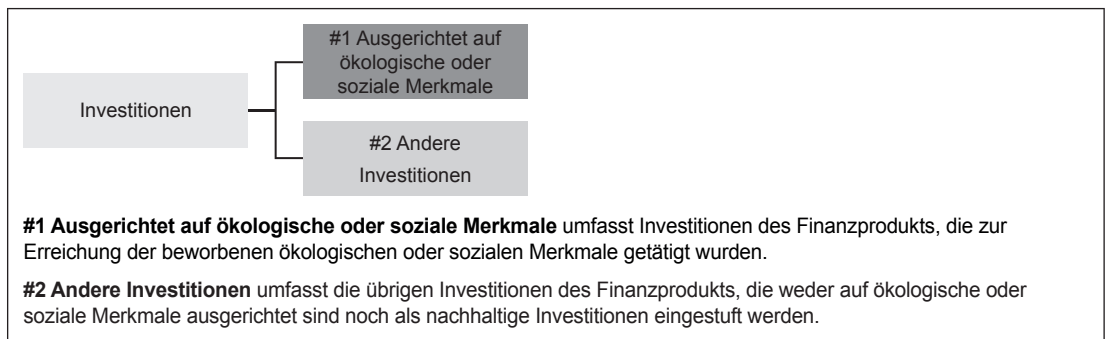 #1 Ausgerichtet auf
ökologische oder
soziale Merkmale
Investitionen
#2 Andere
Investitionen
#1 Ausgerichtet auf ökologische oder soziale Merkmale umfasst Investitionen des Finanzprodukts, die zur
Erreichung der beworbenen ökologischen oder sozialen Merkmale getätigt wurden.
#2 Andere Investitionen umfasst die übrigen Investitionen des Finanzprodukts, die weder auf ökologische oder
soziale Merkmale ausgerichtet sind noch als nachhaltige Investitionen eingestuft werden.